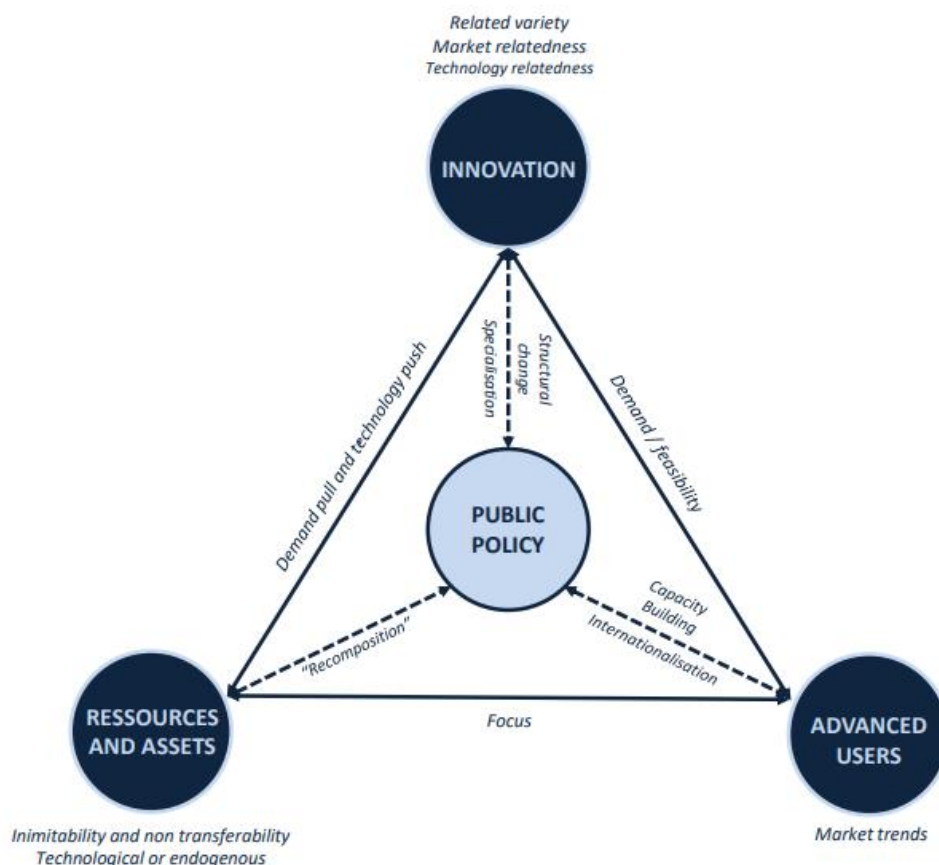 Related variety
Market relatedness
Technology relatedness
INNOVATION
Demand pull and technology push
Specialisation
Structural
change
Demand / feasibility
PUBLIC
POLICY
"Recomposition"
Capacity
Building
Internationalisation
RESSOURCES
AND ASSETS
Focus
ADVANCED
USERS
Inimitability and non transferability
Technological or endogenous
Market trends